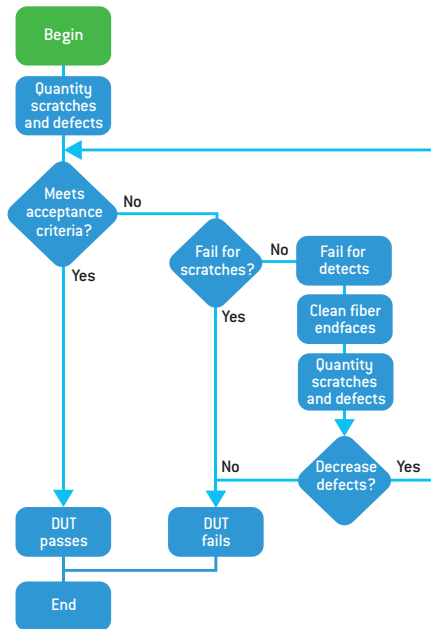 Begin
Quantity
scratches
and defects
Meets
acceptance
criteria?
No
Yes
Fail for
scratches?
No
Yes
Fail for
detects
Clean fiber
endfaces
Quantity
scratches
and defects
Decrease
defects?
No
Yes
DUT
passes
DUT
fails
End